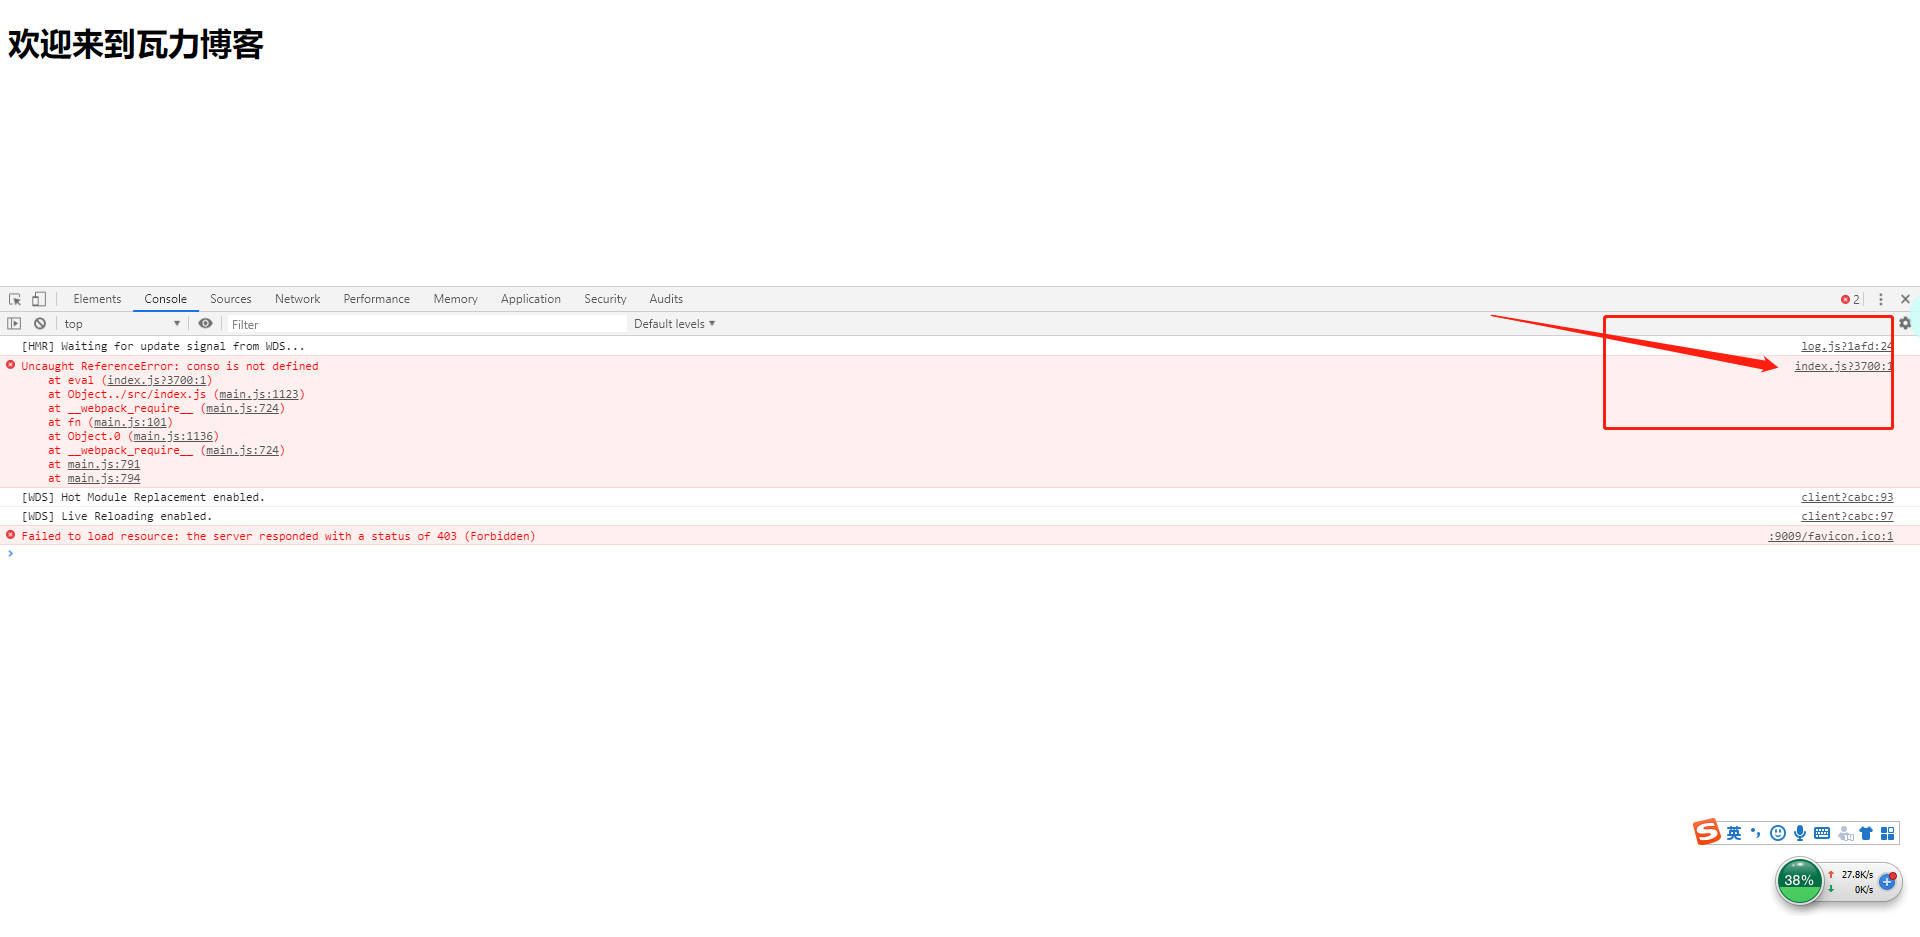 欢迎来到瓦力博客
Elements Console Sources Network Performance Memory Application Security Audits 2
top Filter Default levels
[HMR] Waiting for update signal from WDS... log.js?1afd:24
Uncaught ReferenceError: conso is not defined index.js?3700:1
at eval (index.js?3700:1)
at Object../src/index.js (main.js:1123)
at __webpack_require__ (main.js:724)
at fn (main.js:101)
at Object.0 (main.js:1136)
at __webpack_require__ (main.js:724)
at main.js:791
at main.js:794
[WDS] Hot Module Replacement enabled. client?cabc:93
[WDS] Live Reloading enabled. client?cabc:97
Failed to load resource: the server responded with a status of 403 (Forbidden) :9009/favicon.ico:1
英
38% 27.8K/s
0K/s